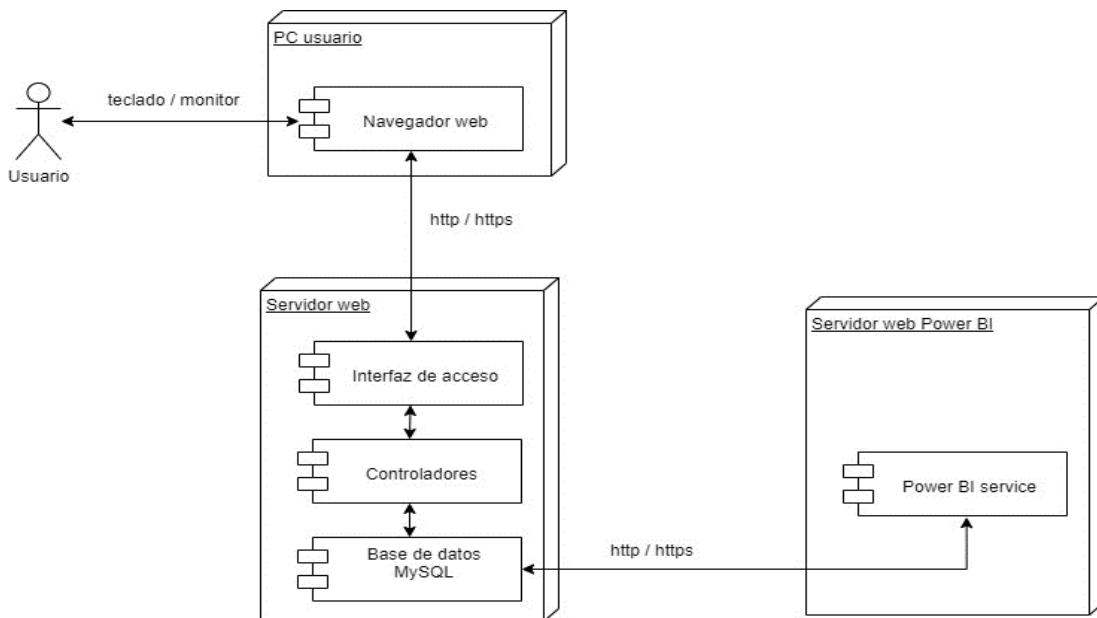 PC usuario
teclado / monitor
Navegador web
Usuario
http / https
Servidor web
Interfaz de acceso
Controladores
Base de datos
MySQL
http / https
Servidor web Power BI
Power BI service